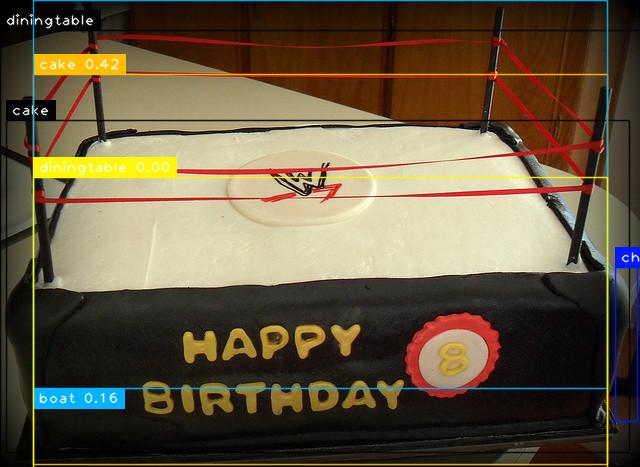 diningtable
cake 0.42
cake
diningtable 0.00
ch
HAPPY
8
BIRTHDAY
boat 0.16